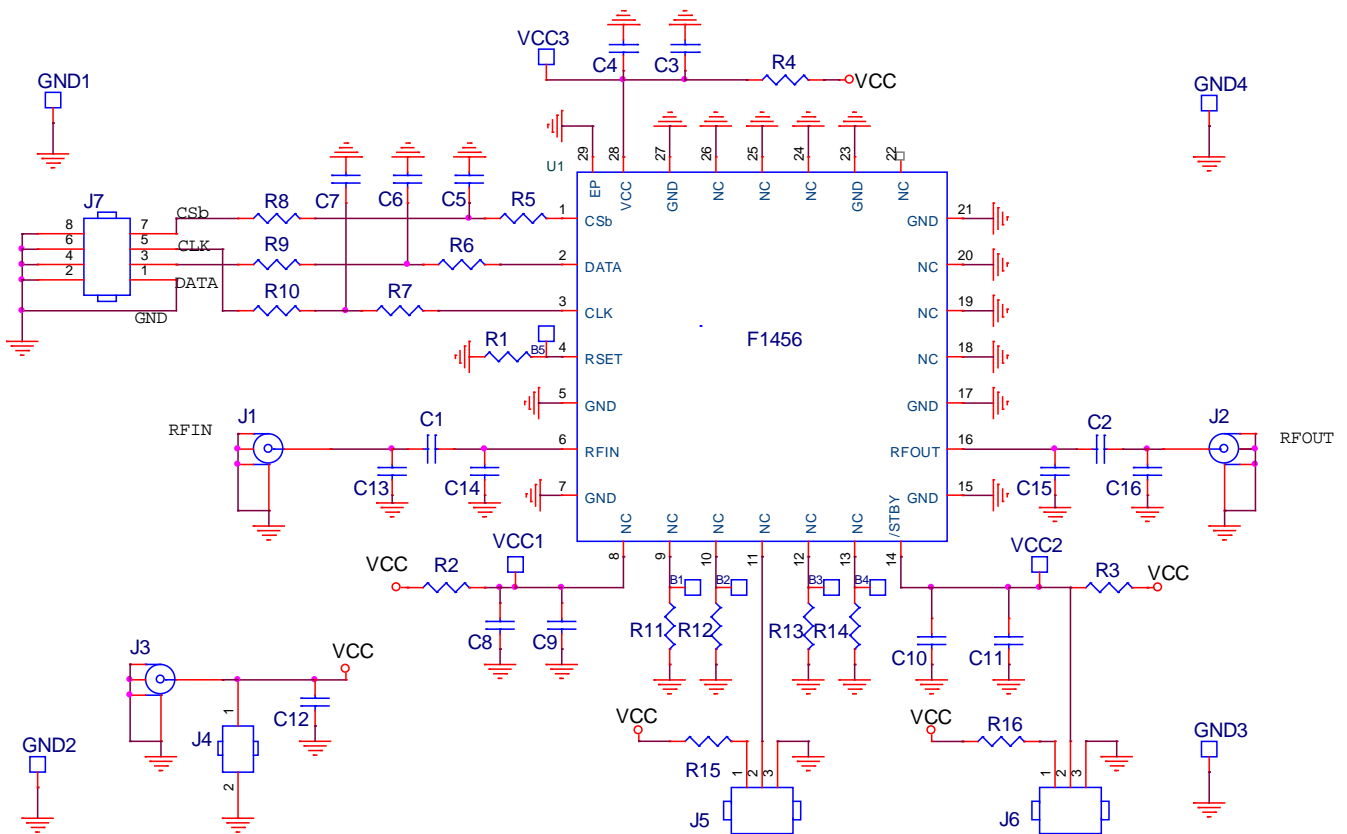 VCC3
C4
C3
R4
VCC
GND1
GND4
U1
29
28
27
26
25
24
23
22
EP
VCC
GND
NC
NC
NC
GND
NC
J7
CSb
R8
C7
C6
C5
R5
1
CSb
GND
21
8
7
6
5
CLK
R9
R6
2
DATA
NC
20
4
3
2
1
DATA
R10
R7
3
CLK
NC
19
GND
R1
B5
4
RSET
F1456
NC
18
5
GND
GND
17
RFIN
J1
C1
6
RFIN
RFOUT
16
C2
J2
RFOUT
C13
C14
7
GND
GND
15
C15
C16
NC
NC
NC
NC
NC
NC
/STBY
8
9
10
11
12
13
14
VCC
R2
VCC1
B1
B2
B3
B4
VCC2
R3
VCC
C8
C9
R11
R12
R13
R14
C10
C11
J3
VCC
1
C12
J4
2
GND2
VCC
R15
1
2
3
J5
VCC
R16
1
2
3
J6
GND3